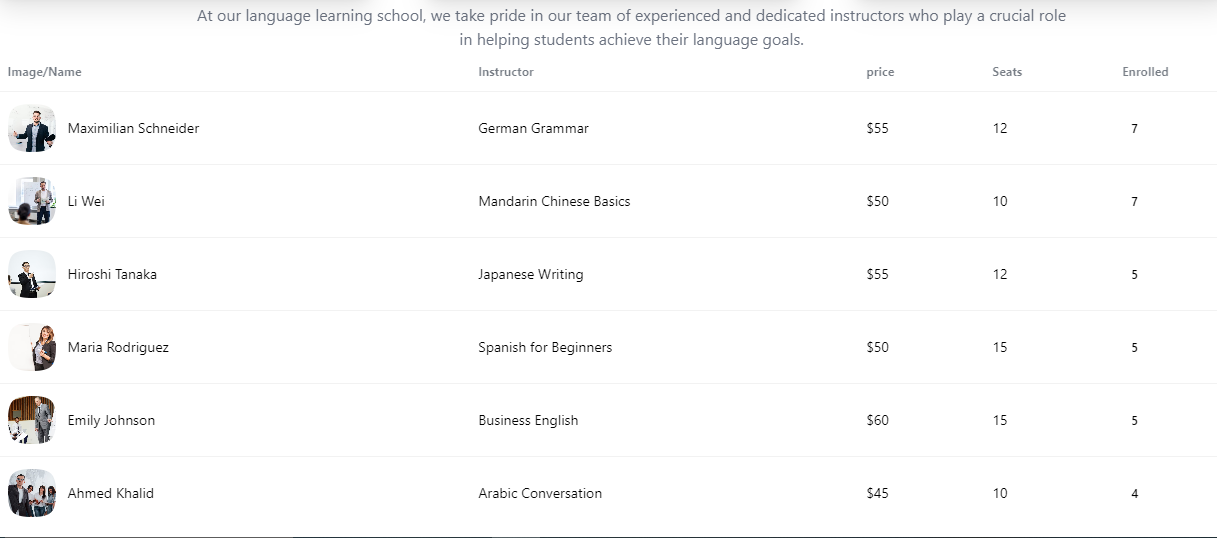 At our language learning school, we take pride in our team of experienced and dedicated instructors who play a crucial role
in helping students achieve their language goals.
Image/Name Instructor price Seats Enrolled
Maximilian Schneider German Grammar $55 12 7
Li Wei Mandarin Chinese Basics $50 10 7
Hiroshi Tanaka Japanese Writing $55 12 5
Maria Rodriguez Spanish for Beginners $50 15 5
Emily Johnson Business English $60 15 5
Ahmed Khalid Arabic Conversation $45 10 4